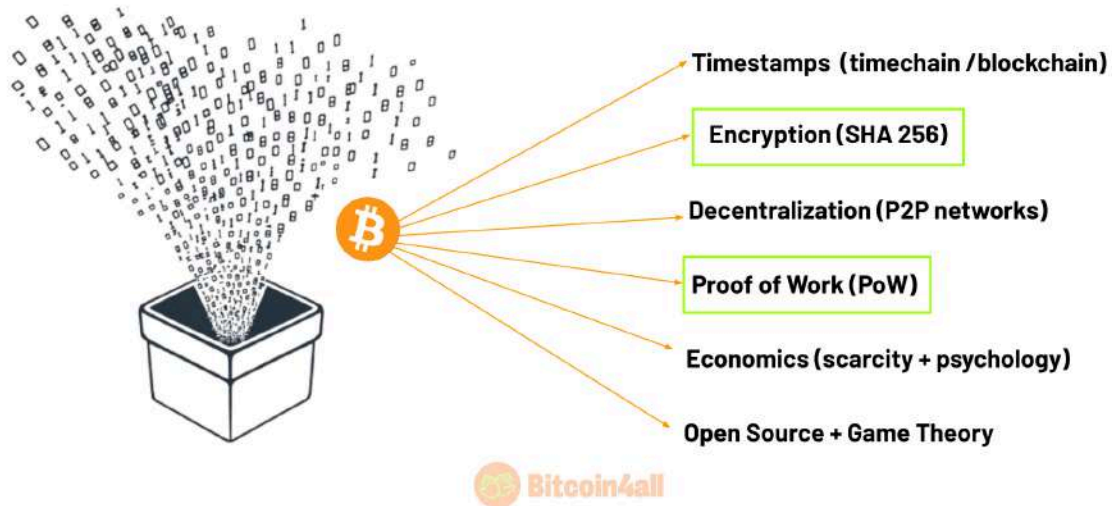 Timestamps (timechain /blockchain)
Encryption (SHA 256)
Decentralization (P2P networks)
Proof of Work (PoW)
Economics (scarcity + psychology)
Open Source + Game Theory
Bitcoin4all